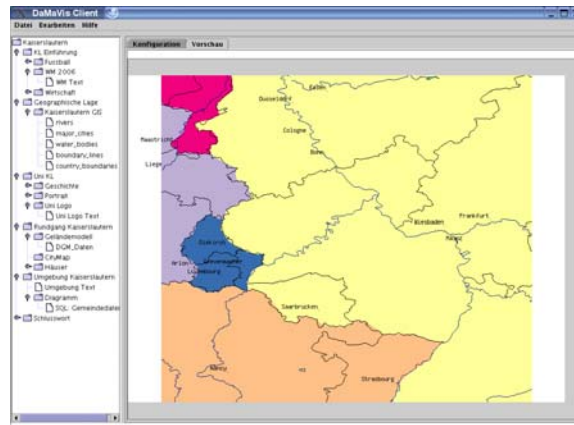 DaMaVis Client
Datei Bearbeiten Hilfe
Kaiserslautern
KL Einführung
Fussball
WM 2006
WM Text
Wirtschaft
Geographische Lage
Kaiserslautern GIS
rivers
major_cities
water_bodies
boundary_lines
country_boundaries
Uni KL
Geschichte
Portrait
Uni Logo
Uni Logo Text
Rundgang Kaiserslautern
Geländemodell
DGM_Daten
CityMap
Häuser
Umgebung Kaiserslautern
Umgebung Text
Diagramm
SQL: Gemeindedaten
Schlusswort
Konfiguration Vorschau
Essen
Dusseldorf
Cologne
Maastricht
Bonn
Liege
Wiesbaden
Frankfurt
Mainz
Diekirch
Arlon
Grevenmacher
Luxembourg
Saarbrucken
Nancy
Strasbourg